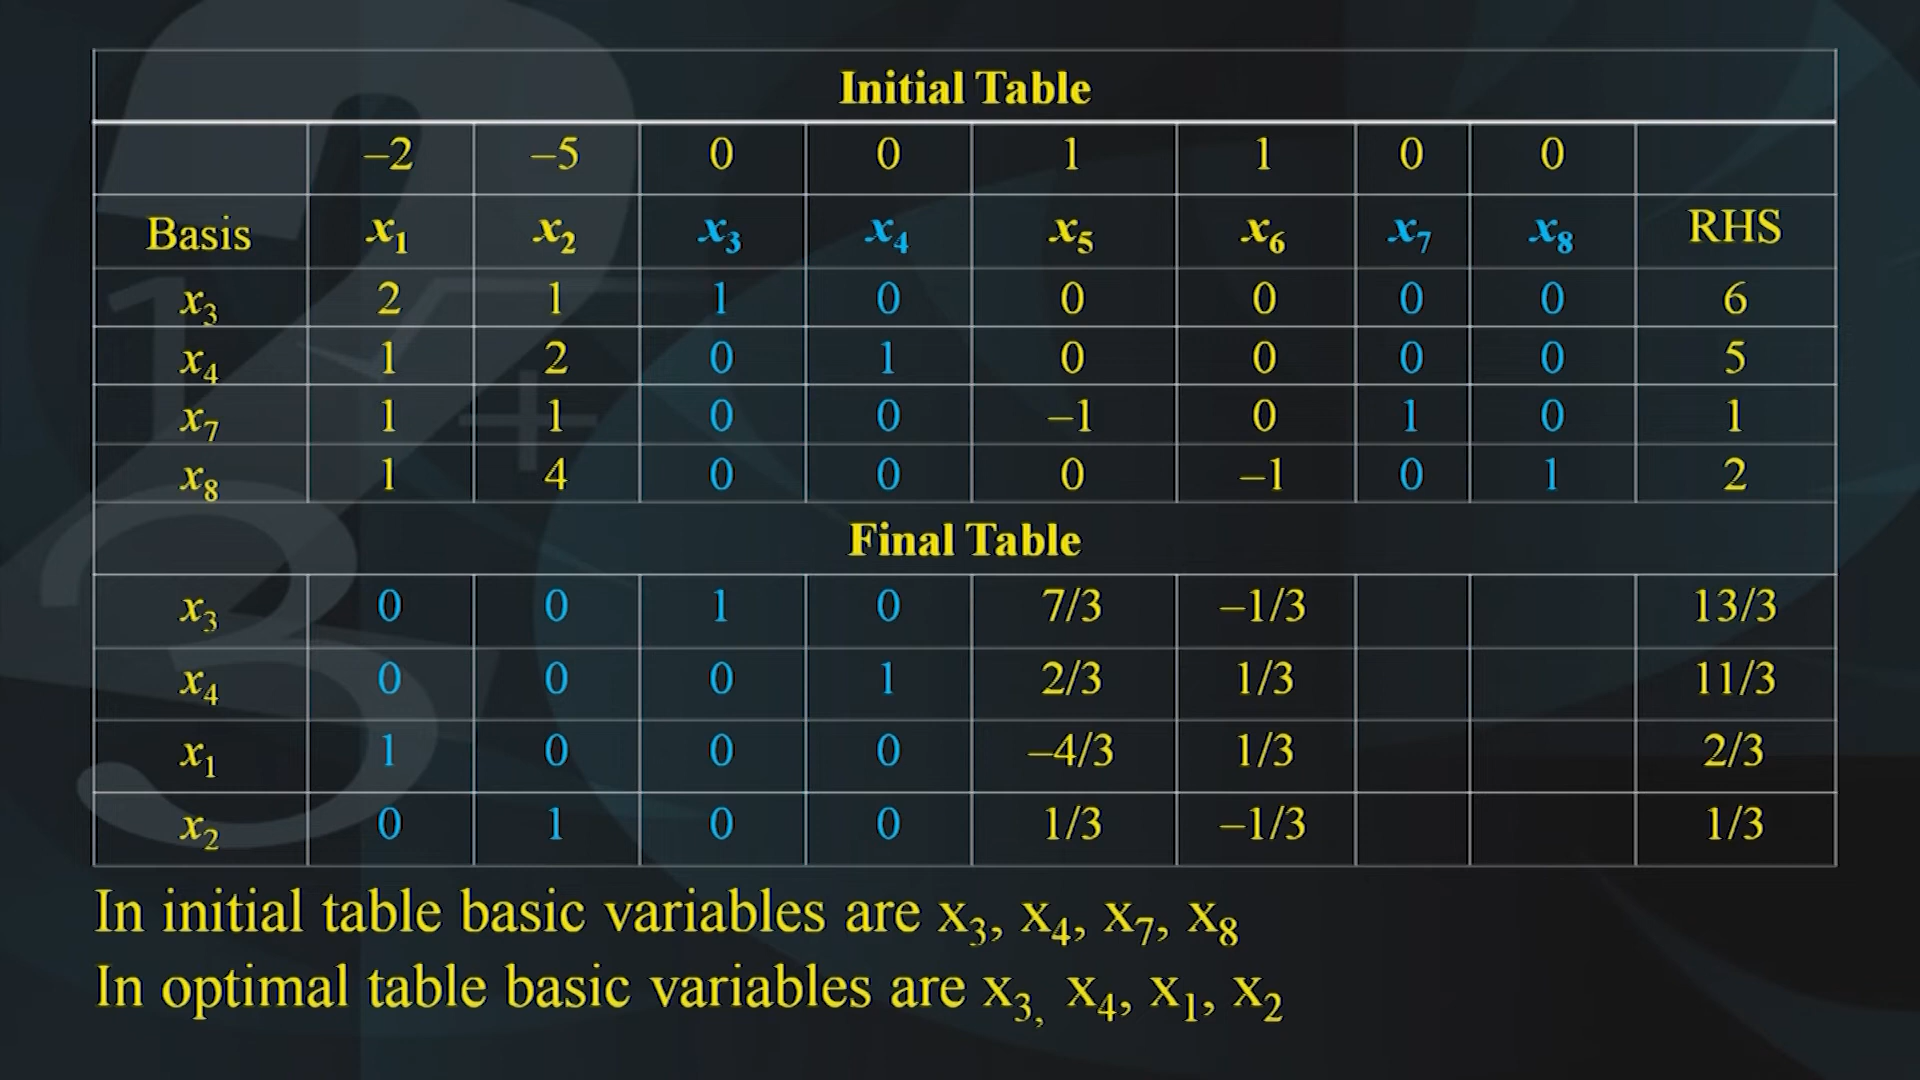 Initial Table
–2 –5 0 0 1 1 0 0
Basis x₁ x₂ x₃ x₄ x₅ x₆ x₇ x₈ RHS
x₃ 2 1 1 0 0 0 0 0 6
x₄ 1 2 0 1 0 0 0 0 5
x₇ 1 1 0 0 –1 0 1 0 1
x₈ 1 4 0 0 0 –1 0 1 2
Final Table
x₃ 0 0 1 0 7/3 –1/3 13/3
x₄ 0 0 0 1 2/3 1/3 11/3
x₁ 1 0 0 0 –4/3 1/3 2/3
x₂ 0 1 0 0 1/3 –1/3 1/3
In initial table basic variables are x₃, x₄, x₇, x₈
In optimal table basic variables are x₃, x₄, x₁, x₂